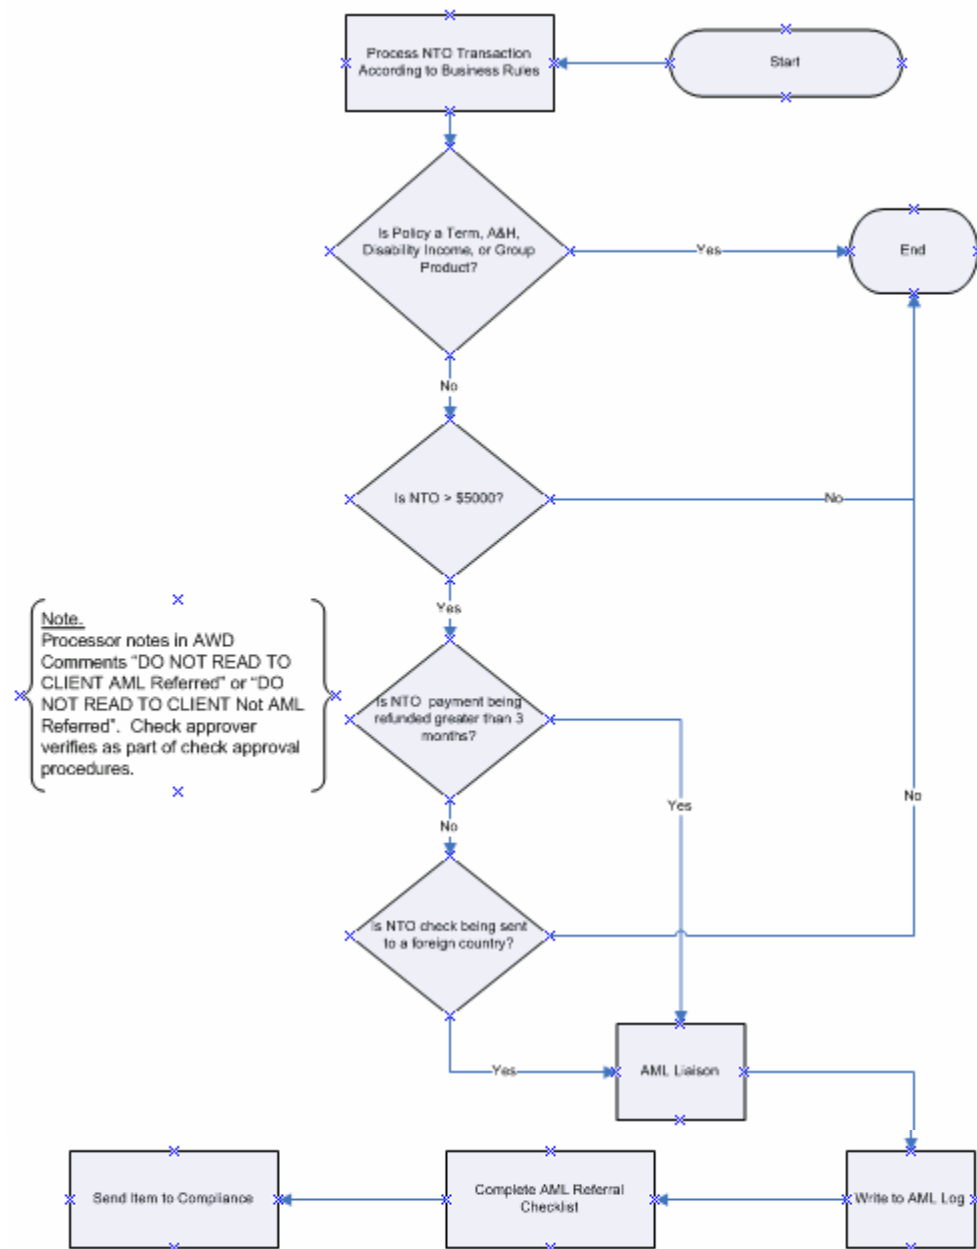 Process NTO Transaction
According to Business Rules
Start
Is Policy a Term, A&H,
Disability Income, or Group
Product?
Yes
End
No
Is NTO > $5000?
No
Yes
Note.
Processor notes in AWD
Comments “DO NOT READ TO
CLIENT AML Referred” or “DO
NOT READ TO CLIENT Not AML
Referred”.  Check approver
verifies as part of check approval
procedures.
Is NTO  payment being
refunded greater than 3
months?
Yes
No
No
Is NTO check being sent
to a foreign country?
Yes
AML Liaison
Send Item to Compliance
Complete AML Referral
Checklist
Write to AML Log